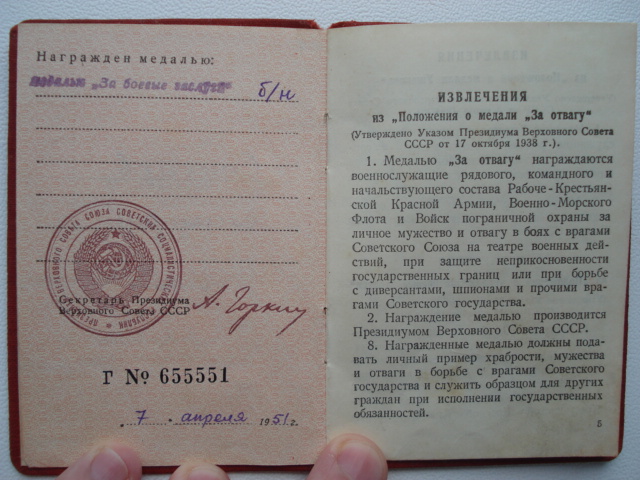 Награжден медалью:
медалью „За боевые заслуги“ б/н
Секретарь Президиума
Верховного Совета СССР
А. Горкин
Г № 655551
7 апреля 1951 г.
ИЗВЛЕЧЕНИЯ
из „Положения о медали „За отвагу“
(Утверждено Указом Президиума Верховного Совета
СССР от 17 октября 1938 г.).
1. Медалью „За отвагу“ награждаются
военнослужащие рядового, командного и
начальствующего состава Рабоче-Крестьян-
ской Красной Армии, Военно-Морского
Флота и Войск пограничной охраны за
личное мужество и отвагу в боях с врагами
Советского Союза на театре военных дей-
ствий, при защите неприкосновенности
государственных границ или при борьбе
с диверсантами, шпионами и прочими вра-
гами Советского государства.
2. Награждение медалью производится
Президиумом Верховного Совета СССР.
8. Награжденные медалью должны пода-
вать личный пример храбрости, мужества
и отваги в борьбе с врагами Советского
государства и служить образцом для других
граждан при исполнении государственных
обязанностей.
5